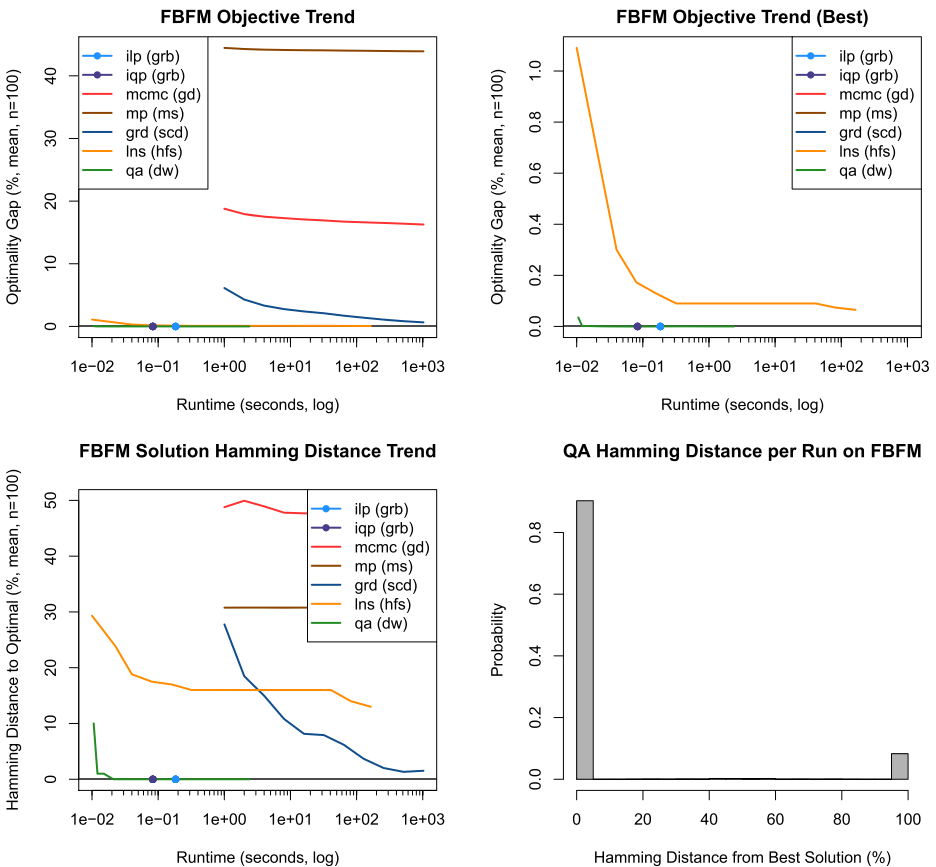 FBFM Objective Trend
Optimality Gap (%, mean, n=100)
40
30
20
10
0
ilp (grb)
iqp (grb)
mcmc (gd)
mp (ms)
grd (scd)
lns (hfs)
qa (dw)
1e−02 1e−01 1e+00 1e+01 1e+02 1e+03
Runtime (seconds, log)
FBFM Objective Trend (Best)
Optimality Gap (%, mean, n=100)
1.0
0.8
0.6
0.4
0.2
0.0
ilp (grb)
iqp (grb)
mcmc (gd)
mp (ms)
grd (scd)
lns (hfs)
qa (dw)
1e−02 1e−01 1e+00 1e+01 1e+02 1e+03
Runtime (seconds, log)
FBFM Solution Hamming Distance Trend
Hamming Distance to Optimal (%, mean, n=100)
50
40
30
20
10
0
ilp (grb)
iqp (grb)
mcmc (gd)
mp (ms)
grd (scd)
lns (hfs)
qa (dw)
1e−02 1e−01 1e+00 1e+01 1e+02 1e+03
Runtime (seconds, log)
QA Hamming Distance per Run on FBFM
Probability
0.8
0.6
0.4
0.2
0.0
0 20 40 60 80 100
Hamming Distance from Best Solution (%)